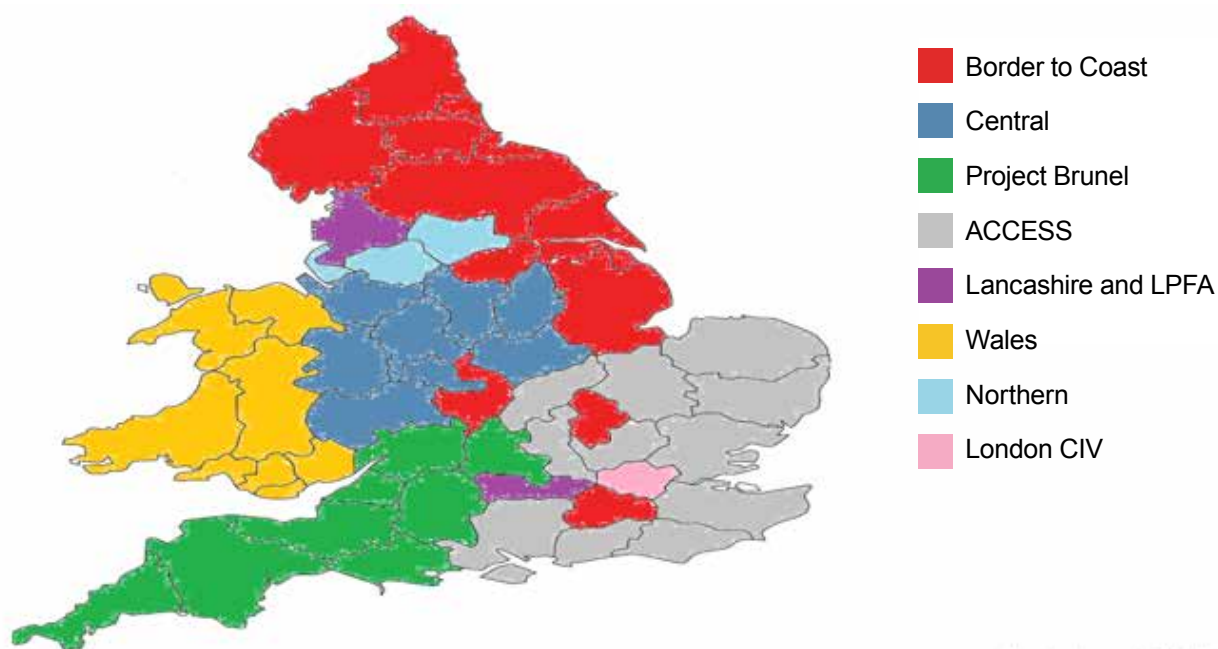 Border to Coast
Central
Project Brunel
ACCESS
Lancashire and LPFA
Wales
Northern
London CIV